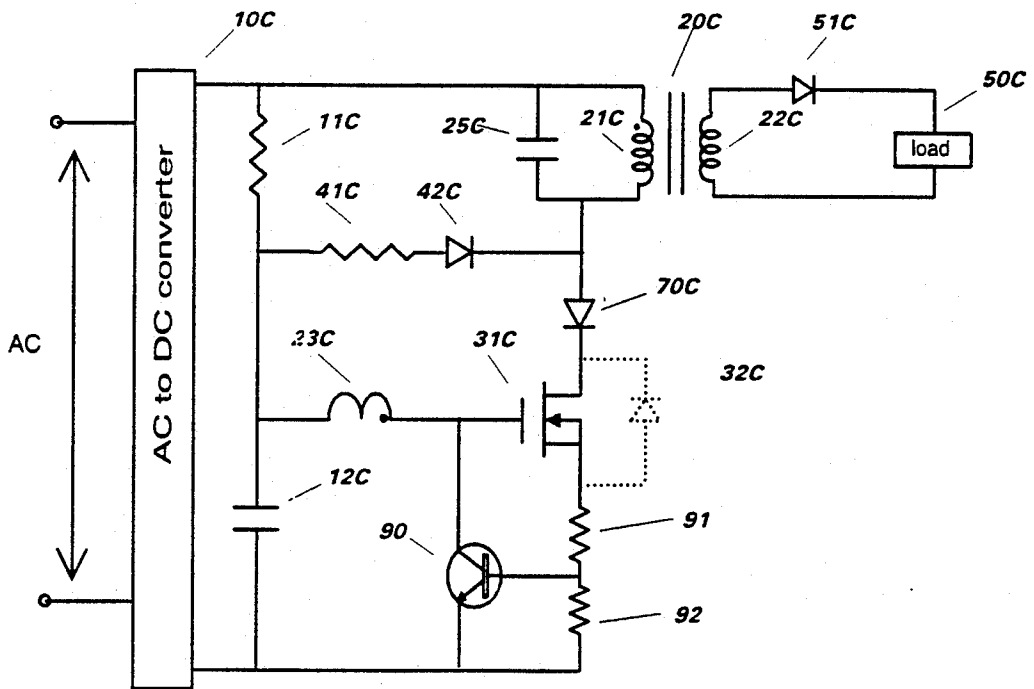 10C
20C
51C
50C
11C
25C
21C
22C
load
41C
42C
70C
AC to DC converter
AC
23C
31C
32C
12C
90
91
92